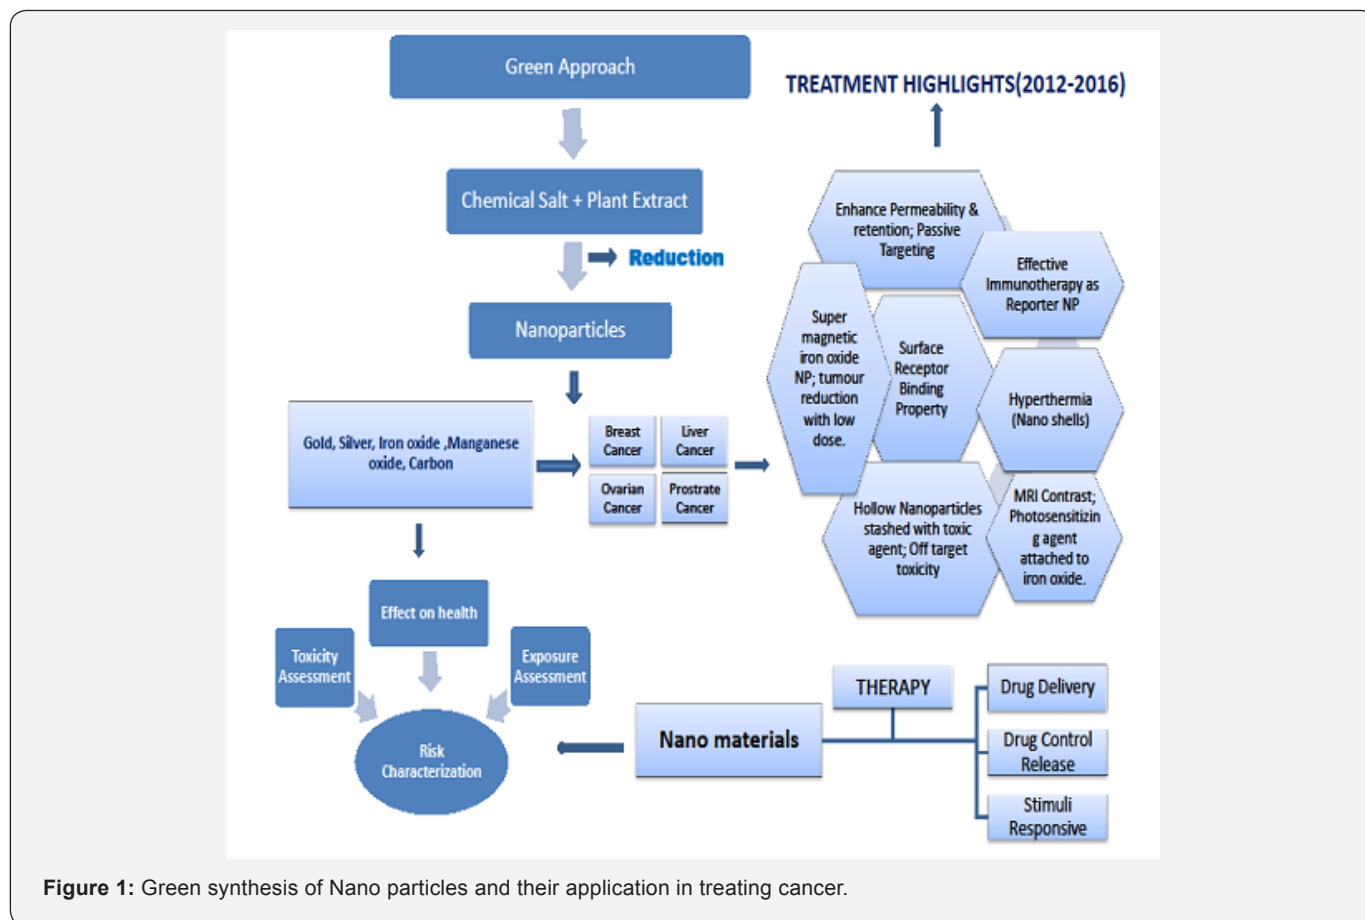 Green Approach
TREATMENT HIGHLIGHTS(2012-2016)
Chemical Salt + Plant Extract
Reduction
Nanoparticles
Gold, Silver, Iron oxide ,Manganese
oxide, Carbon
Breast
Cancer
Liver
Cancer
Ovarian
Cancer
Prostrate
Cancer
Enhance Permeability &
retention; Passive
Targeting
Effective
Immunotherapy as
Reporter NP
Super
magnetic
iron oxide
NP; tumour
reduction
with low
dose.
Surface
Receptor
Binding
Property
Hyperthermia
(Nano shells)
Hollow Nanoparticles
stashed with toxic
agent; Off target
toxicity
MRI Contrast;
Photosensitizin
g agent
attached to
iron oxide.
Effect on health
Toxicity
Assessment
Exposure
Assessment
Risk
Characterization
Nano materials
THERAPY
Drug Delivery
Drug Control
Release
Stimuli
Responsive
Figure 1: Green synthesis of Nano particles and their application in treating cancer.